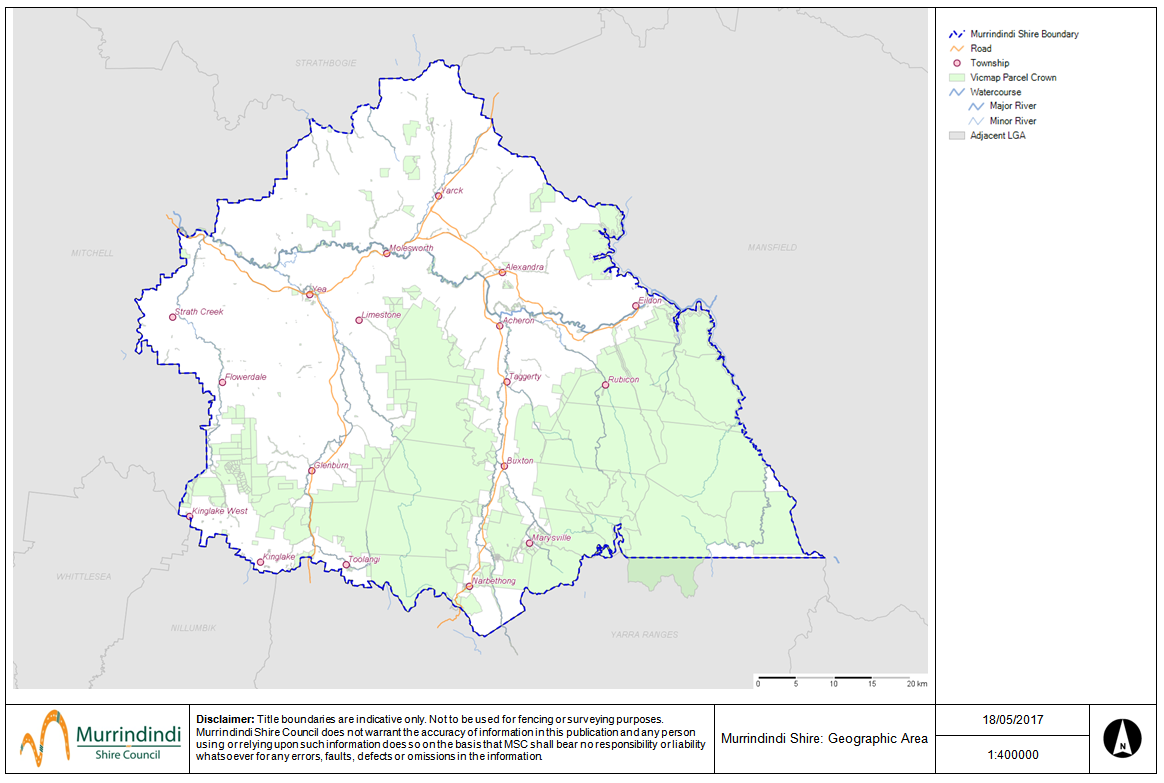 STRATHBOGIE
Yarck
MITCHELL
Molesworth
MANSFIELD
Alexandra
Yea
Eildon
Strath Creek
Limestone
Acheron
Flowerdale
Taggerty
Rubicon
Glenburn
Buxton
Kinglake West
Marysville
Kinglake
Toolangi
WHITTLESEA
Narbethong
NILLUMBIK
YARRA RANGES
0 5 10 15 20 km
Murrindindi Shire Boundary
Road
Township
Vicmap Parcel Crown
Watercourse
Major River
Minor River
Adjacent LGA
Murrindindi
Shire Council
Disclaimer: Title boundaries are indicative only. Not to be used for fencing or surveying purposes.
Murrindindi Shire Council does not warrant the accuracy of information in this publication and any person
using or relying upon such information does so on the basis that MSC shall bear no responsibility or liability
whatsoever for any errors, faults, defects or omissions in the information.
Murrindindi Shire: Geographic Area
18/05/2017
1:400000
N